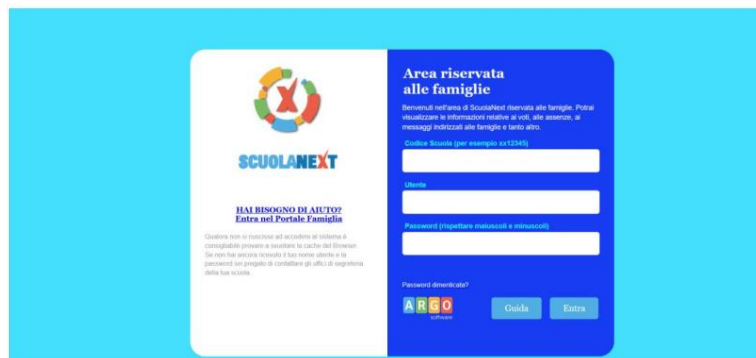 SCUOLANEXT
HAI BISOGNO DI AIUTO?
Entra nel Portale Famiglia
Qualora non si riuscisse ad accedere al sistema è
consigliabile provare a svuotare la cache del Browser.
Se non hai ancora ricevuto il tuo nome utente e la
password sei pregato di contattare gli uffici di segreteria
della tua scuola.
Area riservata
alle famiglie
Benvenuti nell'area di ScuolaNext riservata alle famiglie. Potrai
visualizzare le informazioni relative ai voti, alle assenze, ai
messaggi indirizzati alle famiglie e tanto altro.
Codice Scuola (per esempio sx12345)
Utente
Password (rispettare maiuscoli e minuscoli)
Password dimenticata?
ARGO
software
Guida
Entra